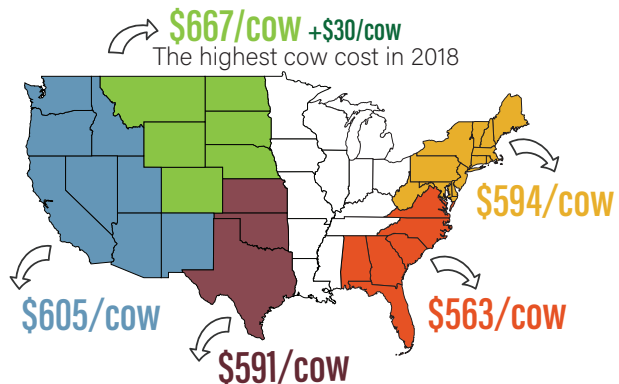 $667/cow +$30/cow
The highest cow cost in 2018
$594/cow
$605/cow
$563/cow
$591/cow